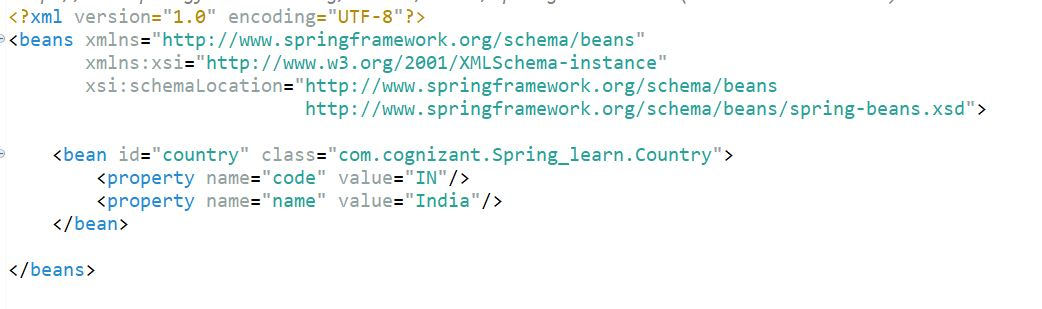 <?xml version="1.0" encoding="UTF-8"?>
<beans xmlns="http://www.springframework.org/schema/beans"
xmlns:xsi="http://www.w3.org/2001/XMLSchema-instance"
xsi:schemaLocation="http://www.springframework.org/schema/beans
http://www.springframework.org/schema/beans/spring-beans.xsd">
<bean id="country" class="com.cognizant.Spring_learn.Country">
<property name="code" value="IN"/>
<property name="name" value="India"/>
</bean>
</beans>